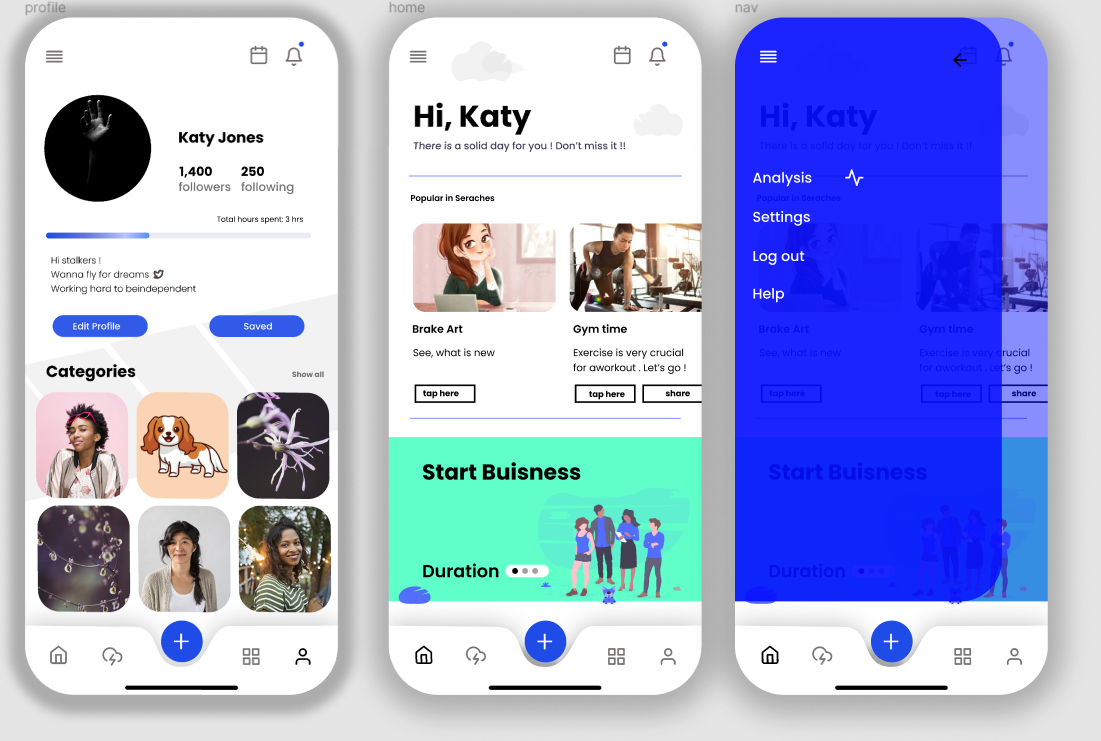 profile
Katy Jones
1,400 250
followers following
Total hours spent: 3 hrs
Hi stalkers !
Wanna fly for dreams 🕊
Working hard to beindependent
Edit Profile
Saved
Categories
Show all
home
Hi, Katy
There is a solid day for you ! Don't miss it !!
Popular in Seraches
Brake Art
See, what is new
tap here
Gym time
Exercise is very crucial
for aworkout . Let's go !
tap here
share
Start Buisness
Duration
nav
Hi, Katy
There is a solid day for you ! Don't miss it !!
Analysis
Popular in Seraches
Settings
Log out
Help
Brake Art
See, what is new
tap here
Gym time
Exercise is very crucial
for aworkout . Let's go !
tap here
share
Start Buisness
Duration